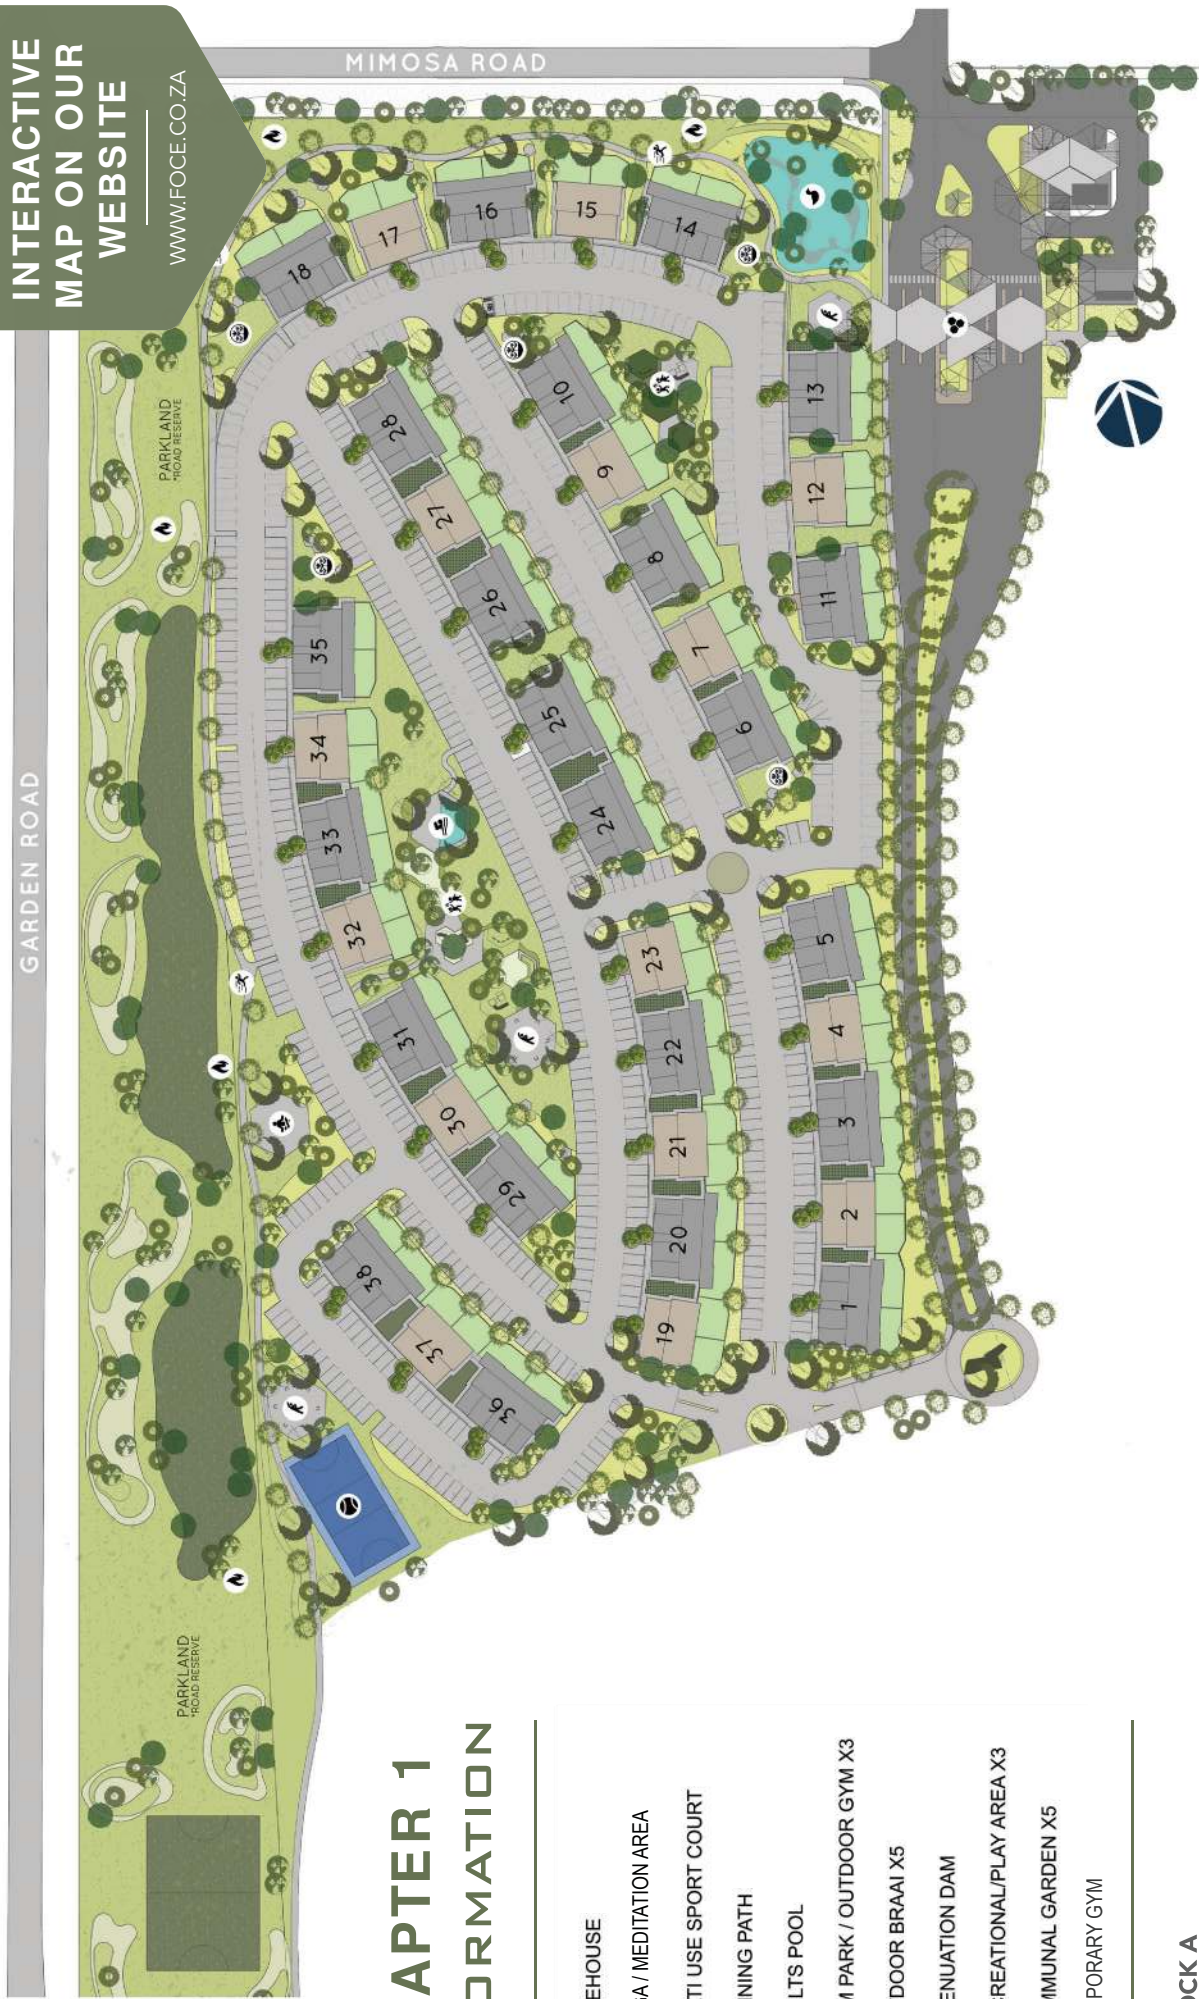 INTERACTIVE
MAP ON OUR
WEBSITE
WWW.FOCE.CO.ZA
MIMOSA ROAD
GARDEN ROAD
PARKLAND
*ROAD RESERVE
PARKLAND
*ROAD RESERVE
18
17
16
15
14
13
12
11
10
9
8
7
6
28
27
26
25
24
35
34
33
32
31
30
29
23
22
21
20
19
5
4
3
2
1
38
37
36
APTER 1
ORMATION
EHOUSE
GA / MEDITATION AREA
TI USE SPORT COURT
NING PATH
LTS POOL
M PARK / OUTDOOR GYM X3
DOOR BRAAI X5
ENUATION DAM
CREATIONAL/PLAY AREA X3
MMUNAL GARDEN X5
PORARY GYM
OCK A